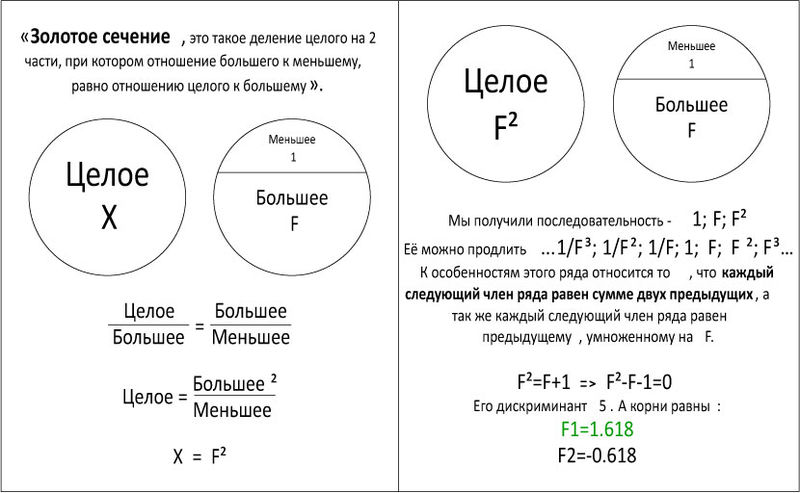 «Золотое сечение , это такое деление целого на 2
части, при котором отношение большего к меньшему,
равно отношению целого к большему».
Целое
X
Меньшее
1
Большее
F
Целое = Большее
Большее Меньшее
Целое = Большее ²
Меньшее
X = F²
Целое
F²
Меньшее
1
Большее
F
Мы получили последовательность - 1; F; F²
Её можно продлить ...1/F³; 1/F²; 1/F; 1; F; F ²; F³...
К особенностям этого ряда относится то , что каждый
следующий член ряда равен сумме двух предыдущих, а
так же каждый следующий член ряда равен
предыдущему , умноженному на F.
F²=F+1 => F²-F-1=0
Его дискриминант 5 . А корни равны :
F1=1.618
F2=-0.618